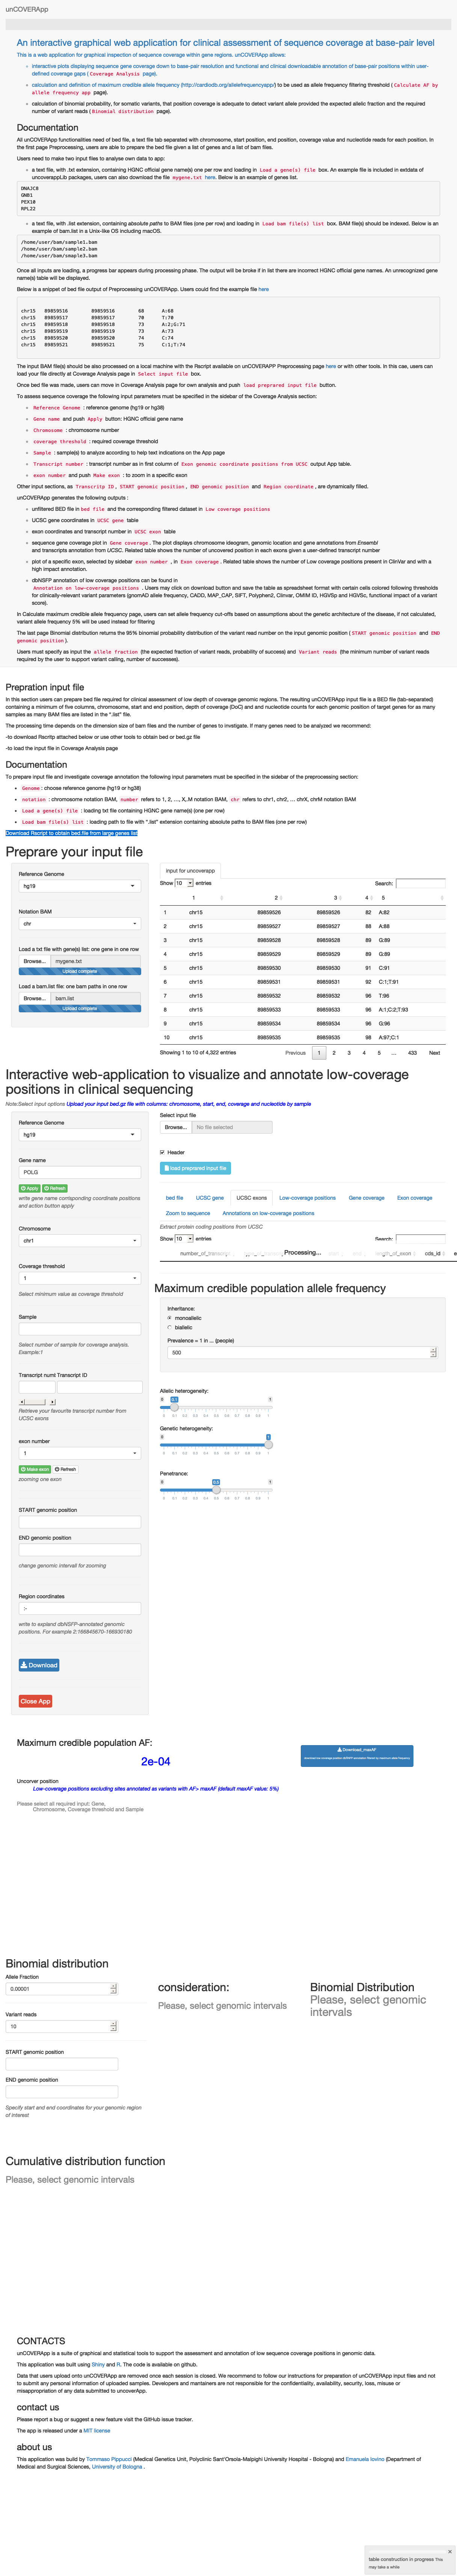 unCOVERApp
An interactive graphical web application for clinical assessment of sequence coverage at base-pair level
This is a web application for graphical inspection of sequence coverage within gene regions. unCOVERApp allows:
interactive plots displaying sequence gene coverage down to base-pair resolution and functional and clinical downloadable annotation of base-pair positions within user-
defined coverage gaps ( Coverage Analysis page).
calculation and definition of maximum credible allele frequency (http://cardiodb.org/allelefrequencyapp/) to be used as allele frequency filtering threshold ( Calculate AF by
allele frequency app page).
calculation of binomial probability, for somatic variants, that position coverage is adequate to detect variant allele given the expected allele fraction and the required
number of variant reads ( Binomial distribution page).
Documentation
All unCOVERApp functionalities need of bed file, a text file tab separated with chromosome, start position, end position, coverage value and nucleotide reads for each position. In
the first page Preprocessing, users are able to prepare the bed file given a list of genes and a list of bam files.
Users need to make two input files to analyse own data to app:
a text file, with .txt extension, containing HGNC official gene name(s) one per row and loading in Load a gene(s) file box. An example file is included in extdata of
uncoverappLib packages, users can also download the file mygene.txt here. Below is an example of genes list.
DNAJC8
GNB1
PEX10
RPL22
a text file, with .list extension, containing absolute paths to BAM files (one per row) and loading in Load bam file(s) list box. BAM file(s) should be indexed. Below is an
example of bam.list in a Unix-like OS including macOS.
/home/user/bam/sample1.bam
/home/user/bam/sample2.bam
/home/user/bam/snaple3.bam
Once all inputs are loading, a progress bar appears during processing phase. The output will be broke if in list there are incorrect HGNC official gene names. An unrecognized gene
name(s) table will be displayed.
Below is a snippet of bed file output of Preprocessing unCOVERApp. Users could find the example file here
chr15 89859516 89859516 68 A:68
chr15 89859517 89859517 70 T:70
chr15 89859518 89859518 73 A:2;G:71
chr15 89859519 89859519 73 A:73
chr15 89859520 89859520 74 C:74
chr15 89859521 89859521 75 C:1;T:74
The input BAM file(s) should be also processed on a local machine with the Rscript available on unCOVERAPP Preprocessing page here or with other tools. In this cae, users can
load your file directly at Coverage Analysis page in Select input file box.
Once bed file was made, users can move in Coverage Analysis page for own analysis and push load preprared input file button.
To assess sequence coverage the following input parameters must be specified in the sidebar of the Coverage Analysis section:
Reference Genome : reference genome (hg19 or hg38)
Gene name and push Apply button: HGNC official gene name
Chromosome : chromosome number
coverage threshold : required coverage threshold
Sample : sample(s) to analyze according to help text indications on the App page
Transcript number : transcript number as in first column of Exon genomic coordinate positions from UCSC output App table.
exon number and push Make exon : to zoom in a specific exon
Other input sections, as Transcritp ID , START genomic position , END genomic position and Region coordinate , are dynamically filled.
unCOVERApp generates the following outputs :
unfiltered BED file in bed file and the corresponding filtered dataset in Low coverage positions
UCSC gene coordinates in UCSC gene table
exon coordinates and transcript number in UCSC exon table
sequence gene coverage plot in Gene coverage . The plot displays chromosome ideogram, genomic location and gene annotations from Ensembl
and transcripts annotation from UCSC. Related table shows the number of uncovered position in each exons given a user-defined transcript number
plot of a specific exon, selected by sidebar exon number , in Exon coverage . Related table shows the number of Low coverage positions present in ClinVar and with a
high impact annotation.
dbNSFP annotation of low coverage positions can be found in
Annotation on low-coverage positions . Users may click on download button and save the table as spreadsheet format with certain cells colored following thresholds
for clinically relevant variant parameters (gnomAD allele frequency, CADD, MAP_CAP, SIFT, Polyphen2, Clinvar, OMIM ID, HGVSp and HGVSc, functional impact of a variant
score).
In Calculate maximum credible allele frequency page, users can set allele frequency cut-offs based on assumptions about the genetic architecture of the disease, if not calculated,
variant allele frequency 5% will be used instead for filtering
The last page Binomial distribution returns the 95% binomial probability distribution of the variant read number on the input genomic position ( START genomic position and END
genomic position ).
Users must specify as input the allele fraction (the expected fraction of variant reads, probability of success) and Variant reads (the minimum number of variant reads
required by the user to support variant calling, number of successes).
Prepration input file
In this section users can prepares bed file required for clinical assessment of low depth of coverage genomic regions. The resulting unCOVERApp input file is a BED file (tab-separated)
containing a minimum of five columns, chromosome, start and end position, depth of coverage (DoC) and and nucleotide counts for each genomic position of target genes for as many
samples as many BAM files are listed in the ".list" file.
The processing time depends on the dimension size of bam files and the number of genes to investigate. If many genes need to be analyzed we recommend:
-to download Rscritp attached below or use other tools to obtain bed or bed.gz file
-to load the input file in Coverage Analysis page
Documentation
To prepare input file and investigate coverage annotation the following input parameters must be specified in the sidebar of the preprocessing section:
Genome : choose reference genome (hg19 or hg38)
notation : chromosome notation BAM, number refers to 1, 2, ..., X,.M notation BAM, chr refers to chr1, chr2, ... chrX, chrM notation BAM
Load a gene(s) file : loading txt file containing HGNC gene name(s) (one per row)
Load bam file(s) list : loading path to file with ".list" extension containing absolute paths to BAM files (one per row)
Download Rscript to obtain bed.file from large genes list
Preprare your input file
Reference Genome
hg19
Notation BAM
chr
Load a txt file with gene(s) list: one gene in one row
Browse... mygene.txt
Upload complete
Load a bam.list file: one bam paths in one row
Browse... bam.list
Upload complete
input for uncoverapp
Show 10 entries Search:
1 2 3 4 5
1 chr15 89859526 89859526 82 A:82
2 chr15 89859527 89859527 88 A:88
3 chr15 89859528 89859528 89 G:89
4 chr15 89859529 89859529 89 G:89
5 chr15 89859530 89859530 91 C:91
6 chr15 89859531 89859531 92 C:1;T:91
7 chr15 89859532 89859532 96 T:96
8 chr15 89859533 89859533 96 A:1;C:2;T:93
9 chr15 89859534 89859534 96 G:96
10 chr15 89859535 89859535 98 A:97;C:1
Showing 1 to 10 of 4,322 entries Previous 1 2 3 4 5 ... 433 Next
Interactive web-application to visualize and annotate low-coverage
positions in clinical sequencing
Note:Select input options Upload your input bed.gz file with columns: chromosome, start, end, coverage and nucleotide by sample
Reference Genome
hg19
Gene name
POLG
Apply Refresh
write gene name corrisponding coordinate positions
and action button apply
Chromosome
chr1
Coverage threshold
1
Select minimum value as coverage threshold
Sample
Select number of sample for coverage analysis.
Example:1
Transcript numt Transcript ID
Retrieve your favourite transcript number from
UCSC exons
exon number
1
Make exon Refresh
zooming one exon
START genomic position
END genomic position
change genomic intervall for zooming
Region coordinates
:-
write to expland dbNSFP-annotated genomic
positions. For example 2:166845670-166930180
Download
Close App
Select input file
Browse... No file selected
Header
load preprared input file
bed file UCSC gene UCSC exons Low-coverage positions Gene coverage Exon coverage
Zoom to sequence Annotations on low-coverage positions
Extract protein coding positions from UCSC
Show 10 entries Search:
Processing...
cds_id
Maximum credible population allele frequency
Inheritance:
monoallelic
biallelic
Prevalence = 1 in ... (people)
500
Allelic heterogeneity:
0 0.1 1
0 0.1 0.2 0.3 0.4 0.5 0.6 0.7 0.8 0.9 1
Genetic heterogeneity:
0 1
0 0.1 0.2 0.3 0.4 0.5 0.6 0.7 0.8 0.9 1
Penetrance:
0 0.5 1
0 0.1 0.2 0.3 0.4 0.5 0.6 0.7 0.8 0.9 1
Maximum credible population AF:
2e-04
Download_maxAF
Uncorver position
Low-coverage positions excluding sites annotated as variants with AF> maxAF (default maxAF value: 5%)
Please select all required input: Gene,
Chromosome, Coverage threshold and Sample
Binomial distribution
Allele Fraction
0.00001
Variant reads
10
START genomic position
END genomic position
Specify start and end coordinates for your genomic region
of interest
consideration:
Please, select genomic intervals
Binomial Distribution
Please, select genomic
intervals
Cumulative distribution function
Please, select genomic intervals
CONTACTS
unCOVERApp is a suite of graphical and statistical tools to support the assessment and annotation of low sequence coverage positions in genomic data.
This application was built using Shiny and R. The code is available on github.
Data that users upload onto unCOVERApp are removed once each session is closed. We recommend to follow our instructions for preparation of unCOVERApp input files and not
to submit any personal information of uploaded samples. Developers and mantainers are not responsible for the confidentiality, availability, security, loss, misuse or
misappropriation of any data submitted to uncoverApp.
contact us
Please report a bug or suggest a new feature visit the GitHub issue tracker.
The app is released under a MIT license
about us
This application was build by Tommaso Pippucci (Medical Genetics Unit, Polyclinic Sant'Orsola-Malpighi University Hospital - Bologna) and Emanuela Iovino (Department of
Medical and Surgical Sciences, University of Bologna .
table construction in progress This
may take a while